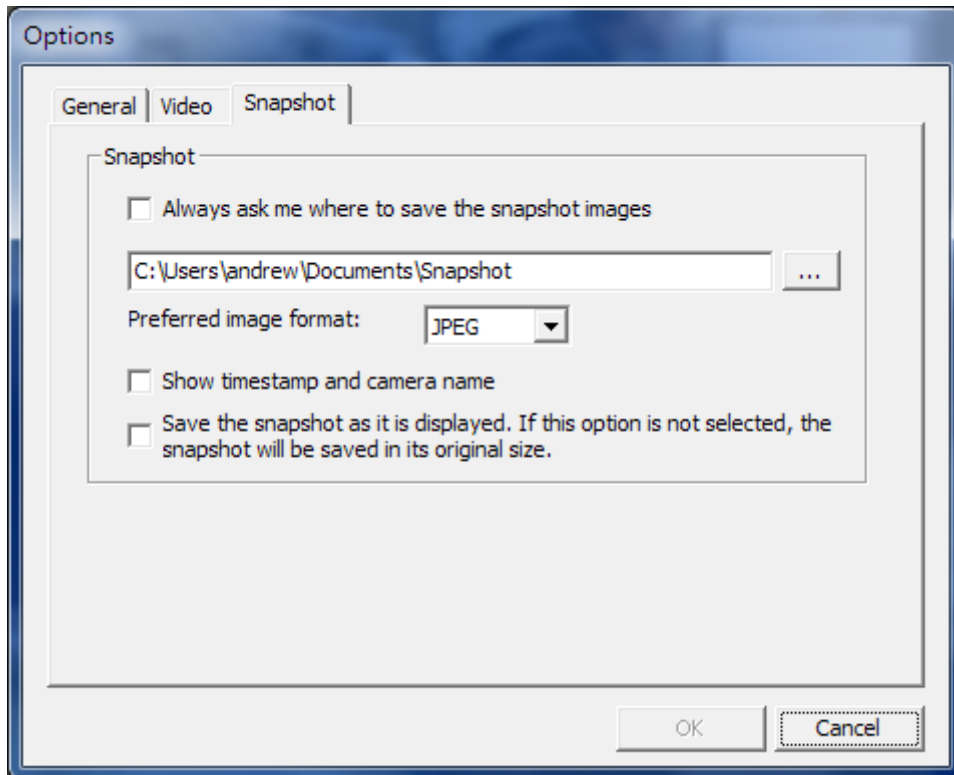 Options
General Video Snapshot
Snapshot
Always ask me where to save the snapshot images
C:\Users\andrew\Documents\Snapshot
...
Preferred image format:
JPEG
Show timestamp and camera name
Save the snapshot as it is displayed. If this option is not selected, the
snapshot will be saved in its original size.
OK Cancel